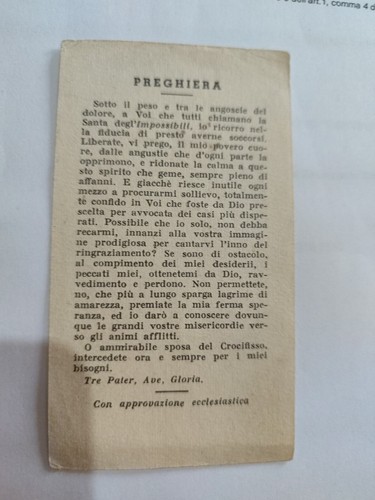 e dell'art.1, comma 4 d
PREGHIERA
Sotto il peso e tra le angoscie del
dolore, a Voi che tutti chiamano la
Santa degl'Impossibili, io ricorro nel-
la fiducia di presto averne soccorsi.
Liberate, vi prego, il mio povero cuo-
re, dalle angustie che d'ogni parte la
opprimono, e ridonate la calma a que-
sto spirito che geme, sempre pieno di
affanni. E giacchè riesce inutile ogni
mezzo a procurarmi sollievo, totalmen-
te confido in Voi che foste da Dio pre-
scelta per avvocata dei casi più dispe-
rati. Possibile che io solo, non debba
recarmi, innanzi alla vostra immagi-
ne prodigiosa per cantarvi l'inno del
ringraziamento? Se sono di ostacolo,
al compimento dei miei desiderii, i
peccati miei, ottenetemi da Dio, rav-
vedimento e perdono. Non permettete,
no, che più a lungo sparga lagrime di
amarezza, premiate la mia ferma spe-
ranza, ed io darò a conoscere dovun-
que le grandi vostre misericordie ver-
so gli animi afflitti.
O ammirabile sposa del Crocifisso,
intercedete ora e sempre per i miei
bisogni.
Tre Pater, Ave, Gloria.
Con approvazione ecclesiastica